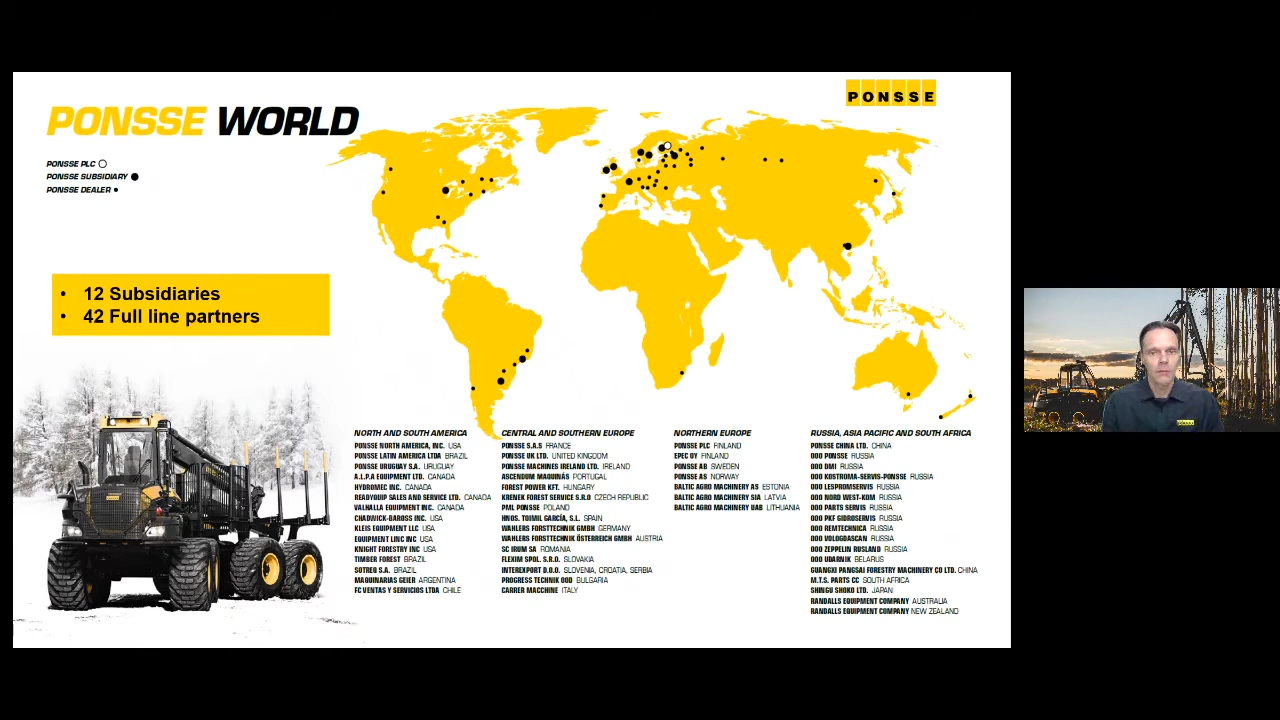 PONSSE
PONSSE WORLD
PONSSE PLC
PONSSE SUBSIDIARY
PONSSE DEALER
• 12 Subsidiaries
• 42 Full line partners
NORTH AND SOUTH AMERICA
PONSSE NORTH AMERICA, INC. USA
PONSSE LATIN AMERICA LTDA BRAZIL
PONSSE URUGUAY S.A. URUGUAY
A.L.P.A EQUIPMENT LTD. CANADA
HYDROMEC INC. CANADA
READYQUIP SALES AND SERVICE LTD. CANADA
VALHALLA EQUIPMENT INC. CANADA
CHADWICK-BAROSS INC. USA
KLEIS EQUIPMENT LLC USA
EQUIPMENT LINC INC USA
KNIGHT FORESTRY INC USA
TIMBER FOREST BRAZIL
SOTREQ S.A. BRAZIL
MAQUINARIAS GEIER ARGENTINA
FC VENTAS Y SERVICIOS LTDA CHILE
CENTRAL AND SOUTHERN EUROPE
PONSSE S.A.S FRANCE
PONSSE UK LTD. UNITED KINGDOM
PONSSE MACHINES IRELAND LTD. IRELAND
ASCENDUM MAQUINÁS PORTUGAL
FOREST POWER KFT. HUNGARY
KRENEK FOREST SERVICE S.R.O CZECH REPUBLIC
PML PONSSE POLAND
HNOS. TOIMIL GARCÍA, S.L. SPAIN
WAHLERS FORSTTECHNIK GMBH GERMANY
WAHLERS FORSTTECHNIK ÖSTERREICH GMBH AUSTRIA
SC IRUM SA ROMANIA
FLEXIM SPOL. S.R.O. SLOVAKIA
INTEREXPORT D.O.O. SLOVENIA, CROATIA, SERBIA
PROGRESS TECHNIK OOD BULGARIA
CARRER MACCHINE ITALY
NORTHERN EUROPE
PONSSE PLC FINLAND
EPEC OY FINLAND
PONSSE AB SWEDEN
PONSSE AS NORWAY
BALTIC AGRO MACHINERY AS ESTONIA
BALTIC AGRO MACHINERY SIA LATVIA
BALTIC AGRO MACHINERY UAB LITHUANIA
RUSSIA, ASIA PACIFIC AND SOUTH AFRICA
PONSSE CHINA LTD. CHINA
OOO PONSSE RUSSIA
OOO DMI RUSSIA
OOO KOSTROMA-SERVIS-PONSSE RUSSIA
OOO LESPROMSERVIS RUSSIA
OOO NORD WEST-KOM RUSSIA
OOO PARTS SERVIS RUSSIA
OOO PKF GIDROSERVIS RUSSIA
OOO REMTECHNICA RUSSIA
OOO VOLOGDASCAN RUSSIA
OOO ZEPPELIN RUSLAND RUSSIA
OOO UDARNIK BELARUS
GUANGXI PANGSAI FORESTRY MACHINERY CO LTD. CHINA
M.T.S. PARTS CC SOUTH AFRICA
SHINGU SHOKO LTD. JAPAN
RANDALLS EQUIPMENT COMPANY AUSTRALIA
RANDALLS EQUIPMENT COMPANY NEW ZEALAND